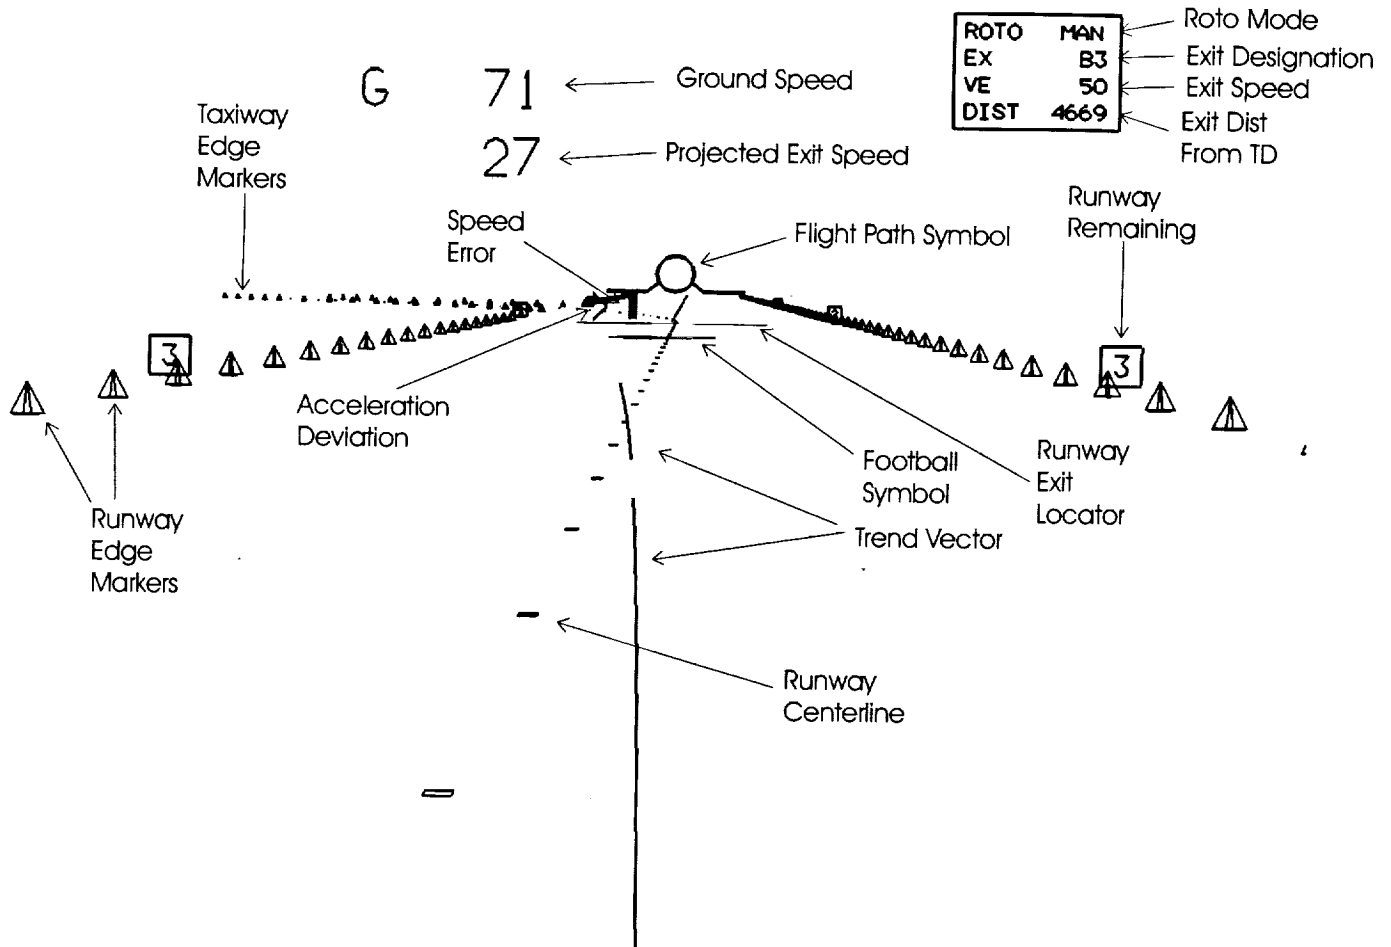 ROTO MAN
EX B3
VE 50
DIST 4669
Roto Mode
Exit Designation
Exit Speed
Exit Dist
From TD
G 71
Ground Speed
27
Projected Exit Speed
Taxiway
Edge
Markers
Speed
Error
Flight Path Symbol
Runway
Remaining
3
3
Acceleration
Deviation
Football
Symbol
Runway
Exit
Locator
Trend Vector
Runway
Edge
Markers
Runway
Centerline